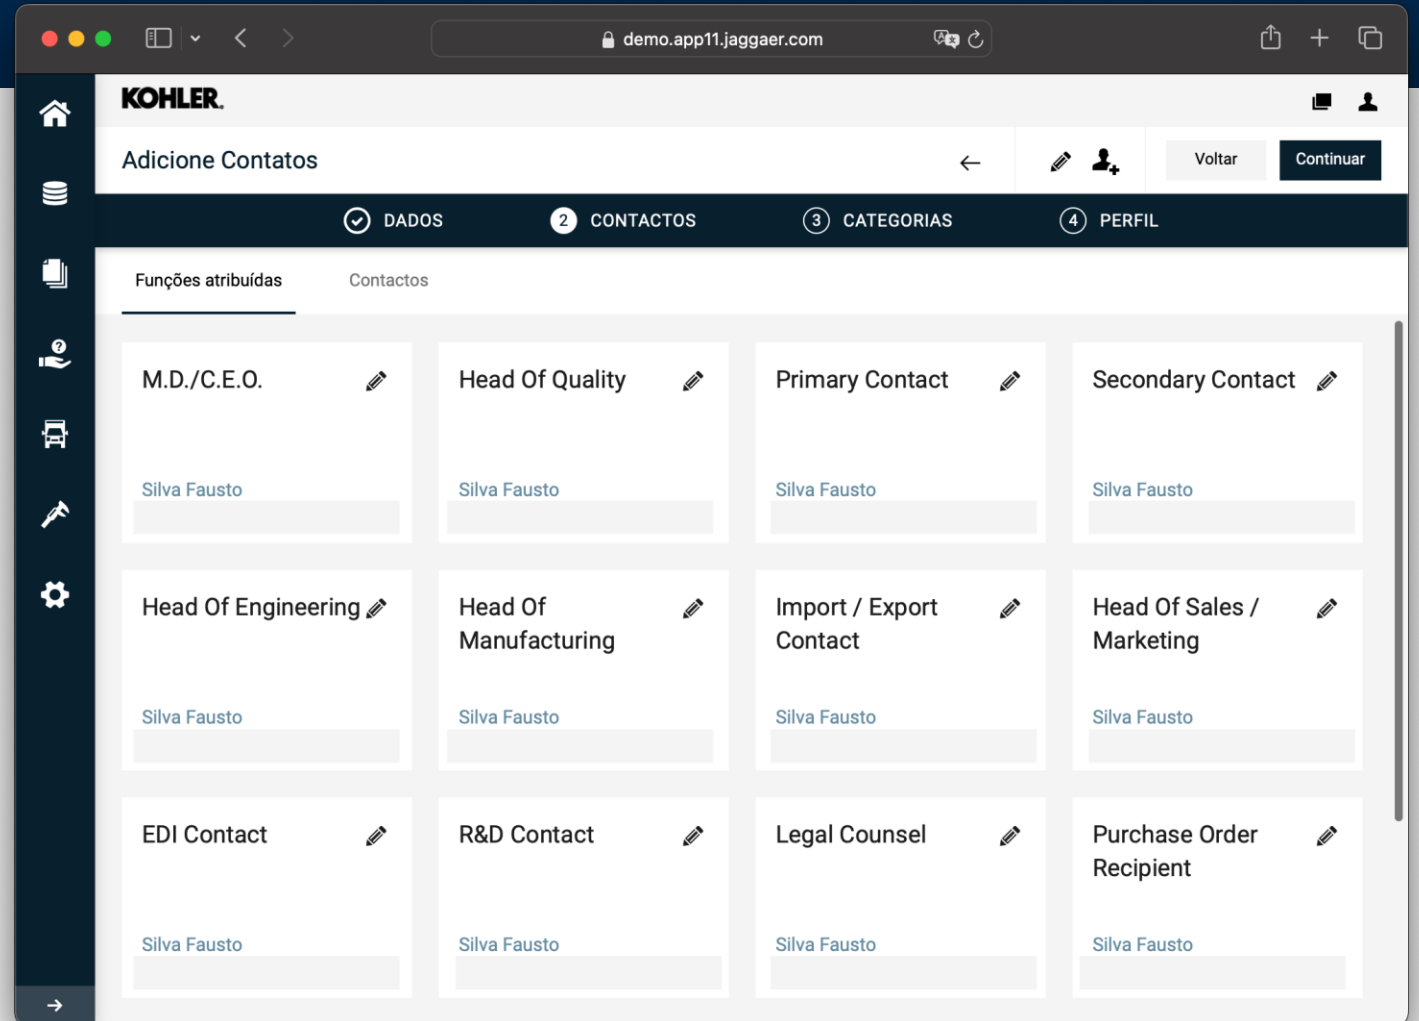 demo.app11.jaggaer.com
KOHLER.
Adicione Contatos
Voltar
Continuar
DADOS
2 CONTACTOS
3 CATEGORIAS
4 PERFIL
Funções atribuídas
Contactos
M.D./C.E.O.
Silva Fausto
Head Of Quality
Silva Fausto
Primary Contact
Silva Fausto
Secondary Contact
Silva Fausto
Head Of Engineering
Silva Fausto
Head Of
Manufacturing
Silva Fausto
Import / Export
Contact
Silva Fausto
Head Of Sales /
Marketing
Silva Fausto
EDI Contact
Silva Fausto
R&D Contact
Silva Fausto
Legal Counsel
Silva Fausto
Purchase Order
Recipient
Silva Fausto